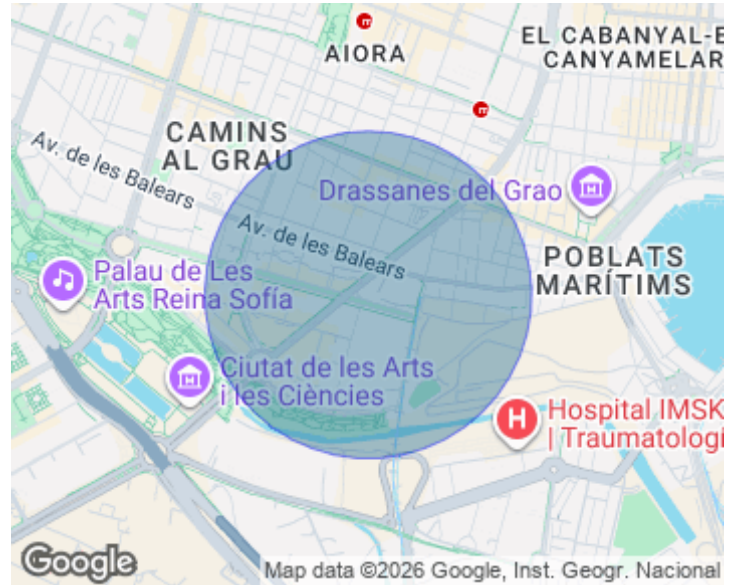 AIORA
EL CABANYAL-E
CANYAMELAR
CAMINS
AL GRAU
Av. de les Balears
Drassanes del Grao
Av. de les Balears
POBLATS
MARÍTIMS
Palau de Les
Arts Reina Sofía
Ciutat de les Arts
i les Ciències
Hospital IMSK
| Traumatologí
H
Google
Map data ©2026 Google, Inst. Geogr. Nacional